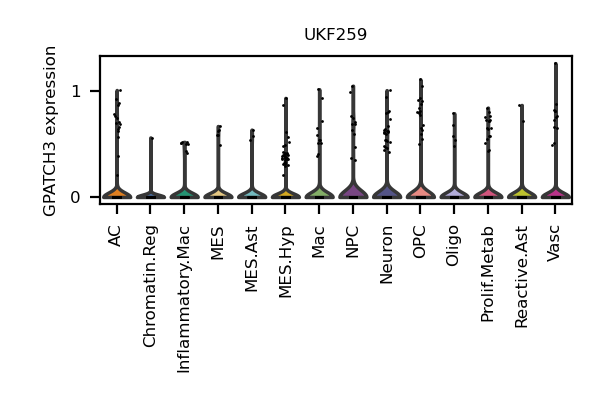 UKF259
GPATCH3 expression
1
0
AC
Chromatin.Reg
Inflammatory.Mac
MES
MES.Ast
MES.Hyp
Mac
NPC
Neuron
OPC
Oligo
Prolif.Metab
Reactive.Ast
Vasc